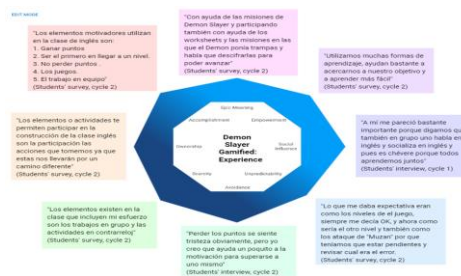 EDIT MODE
"Con ayuda de las misiones de
Demon Slayer y participando
también con ayuda de los
worksheets y las misiones en las
que el Demon ponía trampas y
había que descifrarlas para
poder avanzar"
(Students' survey, cycle 2)
"Los elementos motivadores utilizan
en la clase de inglés son:
1. Ganar puntos
2. Ser el primero en llegar a un nivel.
3. No perder puntos .
4. Los juegos.
5. El trabajo en equipo"
(Students' survey, cycle 2)
"Utilizamos muchas formas de
aprendizaje, ayudan bastante a
acercarnos a nuestro objetivo y
a aprender más fácil"
(Students' survey, cycle 2)
"Los elementos o actividades te
permiten participar en la
construcción de la clase inglés
son la participación las
acciones que tomemos ya que
estas nos llevarán por un
camino diferente"
(Students' survey, cycle 2)
Epic Meaning
Accomplishment
Empowerment
Demon
Slayer
Gamified:
Experience
Ownership
Social
Influence
Scarcity
Unpredictability
Avoidance
"A mi me pareció bastante
importante porque digamos que
también en grupo uno habla en
inglés y socializa en inglés y
pues es chévere porque todos
aprendemos juntos"
(Students' interview, cycle 1)
"Los elementos existen en la
clase que incluyen mi esfuerzo
son los trabajos en grupo y las
actividades en contrarreloj"
(Students' survey, cycle 2)
"Perder los puntos se siente
tristeza obviamente, pero yo
creo que ayuda un poquito a la
motivación para superarse a
uno mismo"
(Students' interview, cycle 2)
"Lo que me daba expectativa eran
como los niveles de el juego,
siempre me decía OK, y ahora como
sería el otro nivel y también como
los ataque de "Muzan" por que
teníamos que estar pendientes y
revisar cual era el error.
(Students' survey, cycle 2)